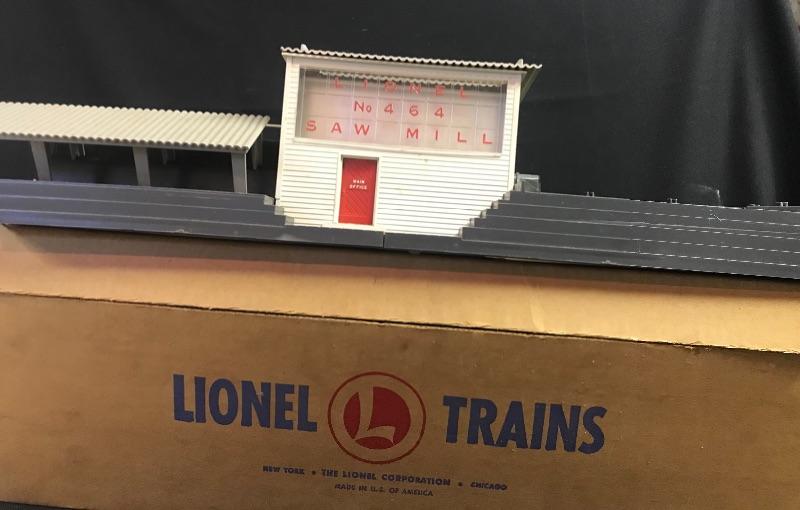 LIONEL
No 464
SAW MILL
MAIN
OFFICE
LIONEL L TRAINS
NEW YORK • THE LIONEL CORPORATION • CHICAGO
MADE IN U.S. OF AMERICA